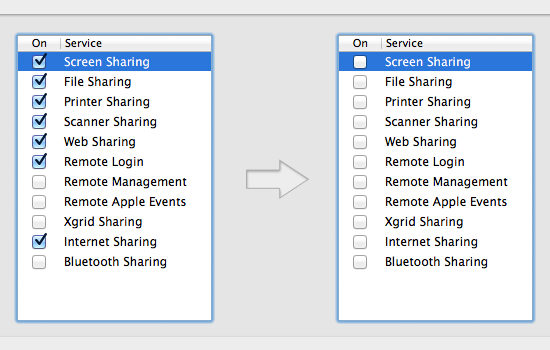 On Service
Screen Sharing
File Sharing
Printer Sharing
Scanner Sharing
Web Sharing
Remote Login
Remote Management
Remote Apple Events
Xgrid Sharing
Internet Sharing
Bluetooth Sharing
On Service
Screen Sharing
File Sharing
Printer Sharing
Scanner Sharing
Web Sharing
Remote Login
Remote Management
Remote Apple Events
Xgrid Sharing
Internet Sharing
Bluetooth Sharing